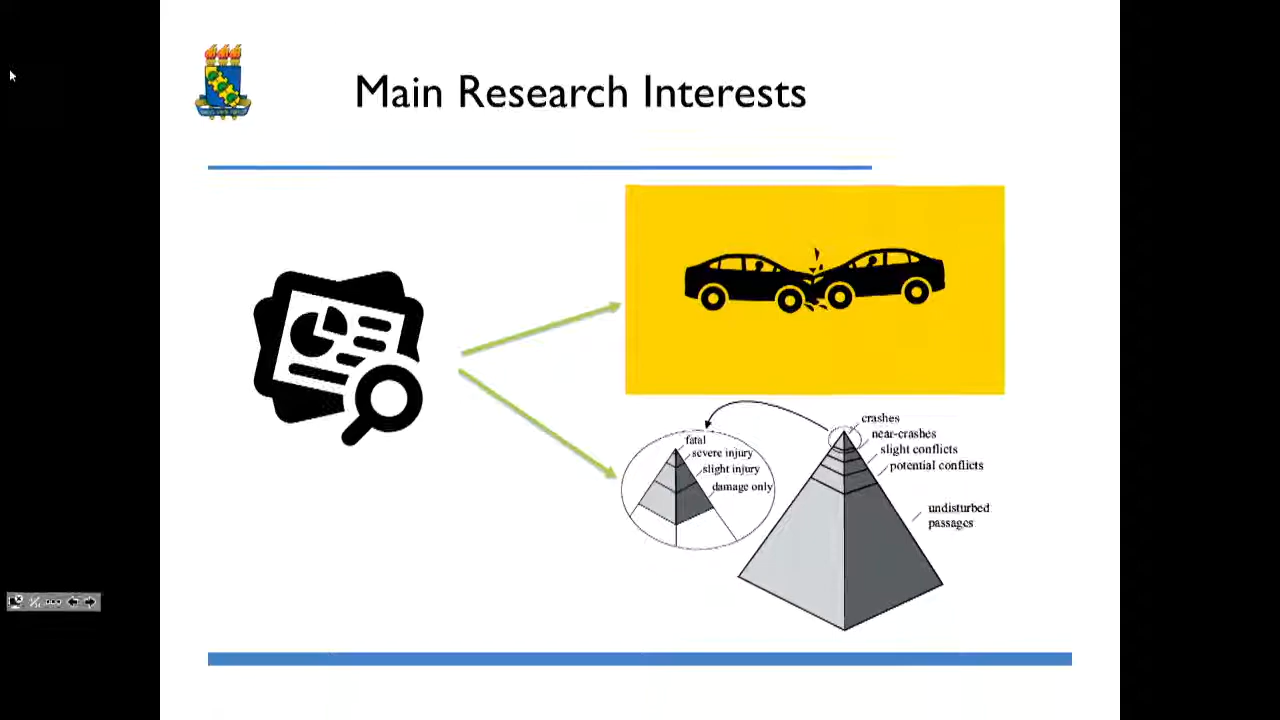 Main Research Interests
crashes
near-crashes
slight conflicts
potential conflicts
undisturbed
passages
fatal
severe injury
slight injury
damage only